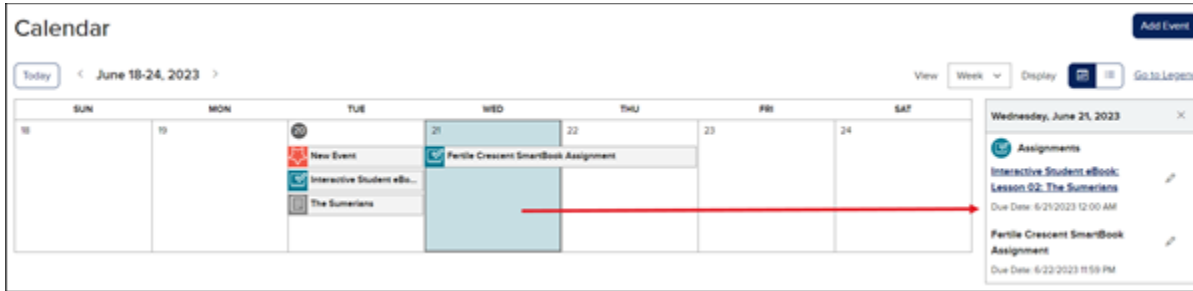 Calendar
Add Event
Today < June 18-24, 2023 >
View Week Display Go to Legend
SUN MON TUE WED THU FRI SAT
18 19 20 21 22 23 24
New Event
Interactive Student eBo...
The Sumerians
Fertile Crescent SmartBook Assignment
Wednesday, June 21, 2023 ×
Assignments
Interactive Student eBook:
Lesson 02: The Sumerians
Due Date: 6/21/2023 12:00 AM
Fertile Crescent SmartBook
Assignment
Due Date: 6/22/2023 11:59 PM